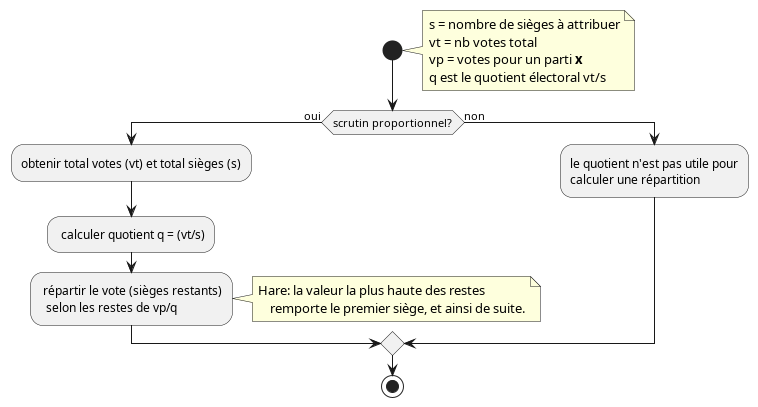 s = nombre de sièges à attribuer
vt = nb votes total
vp = votes pour un parti x
q est le quotient électoral vt/s
oui
scrutin proportionnel?
non
obtenir total votes (vt) et total sièges (s)
le quotient n'est pas utile pour
calculer une répartition
calculer quotient q = (vt/s)
répartir le vote (sièges restants)
selon les restes de vp/q
Hare: la valeur la plus haute des restes
remporte le premier siège, et ainsi de suite.